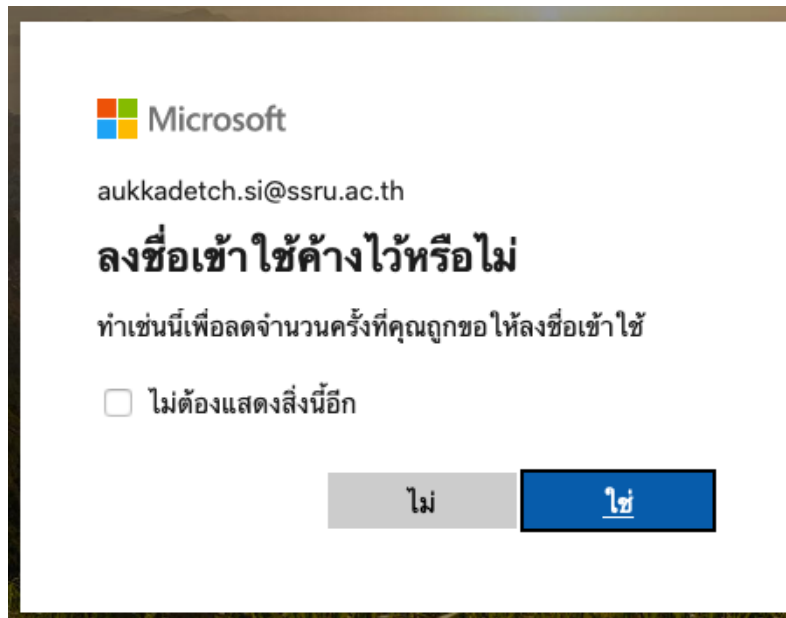 Microsoft
aukkadetch.si@ssru.ac.th
ลงชื่อเข้าใช้ค้างไว้หรือไม่
ทำเช่นนี้เพื่อลดจำนวนครั้งที่คุณถูกขอให้ลงชื่อเข้าใช้
ไม่ต้องแสดงสิ่งนี้อีก
ไม่ ใช่